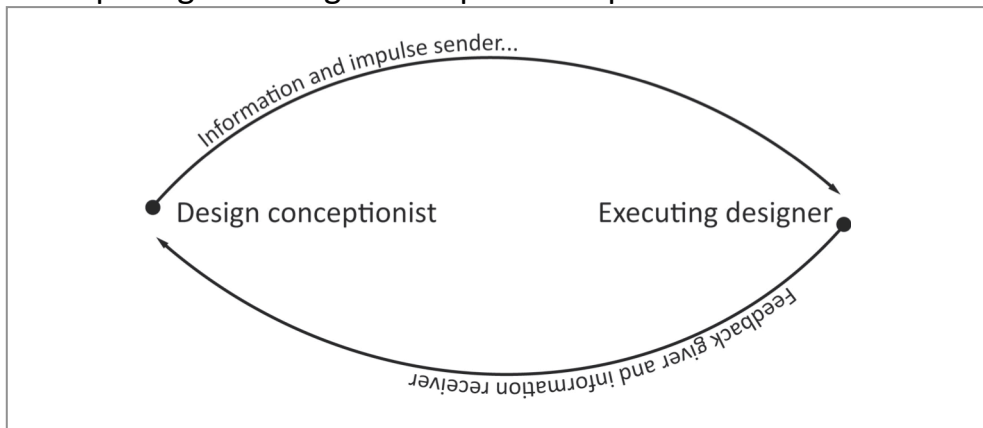 Information and impulse sender...
Design conceptionist
Executing designer
Feedback giver and information receiver